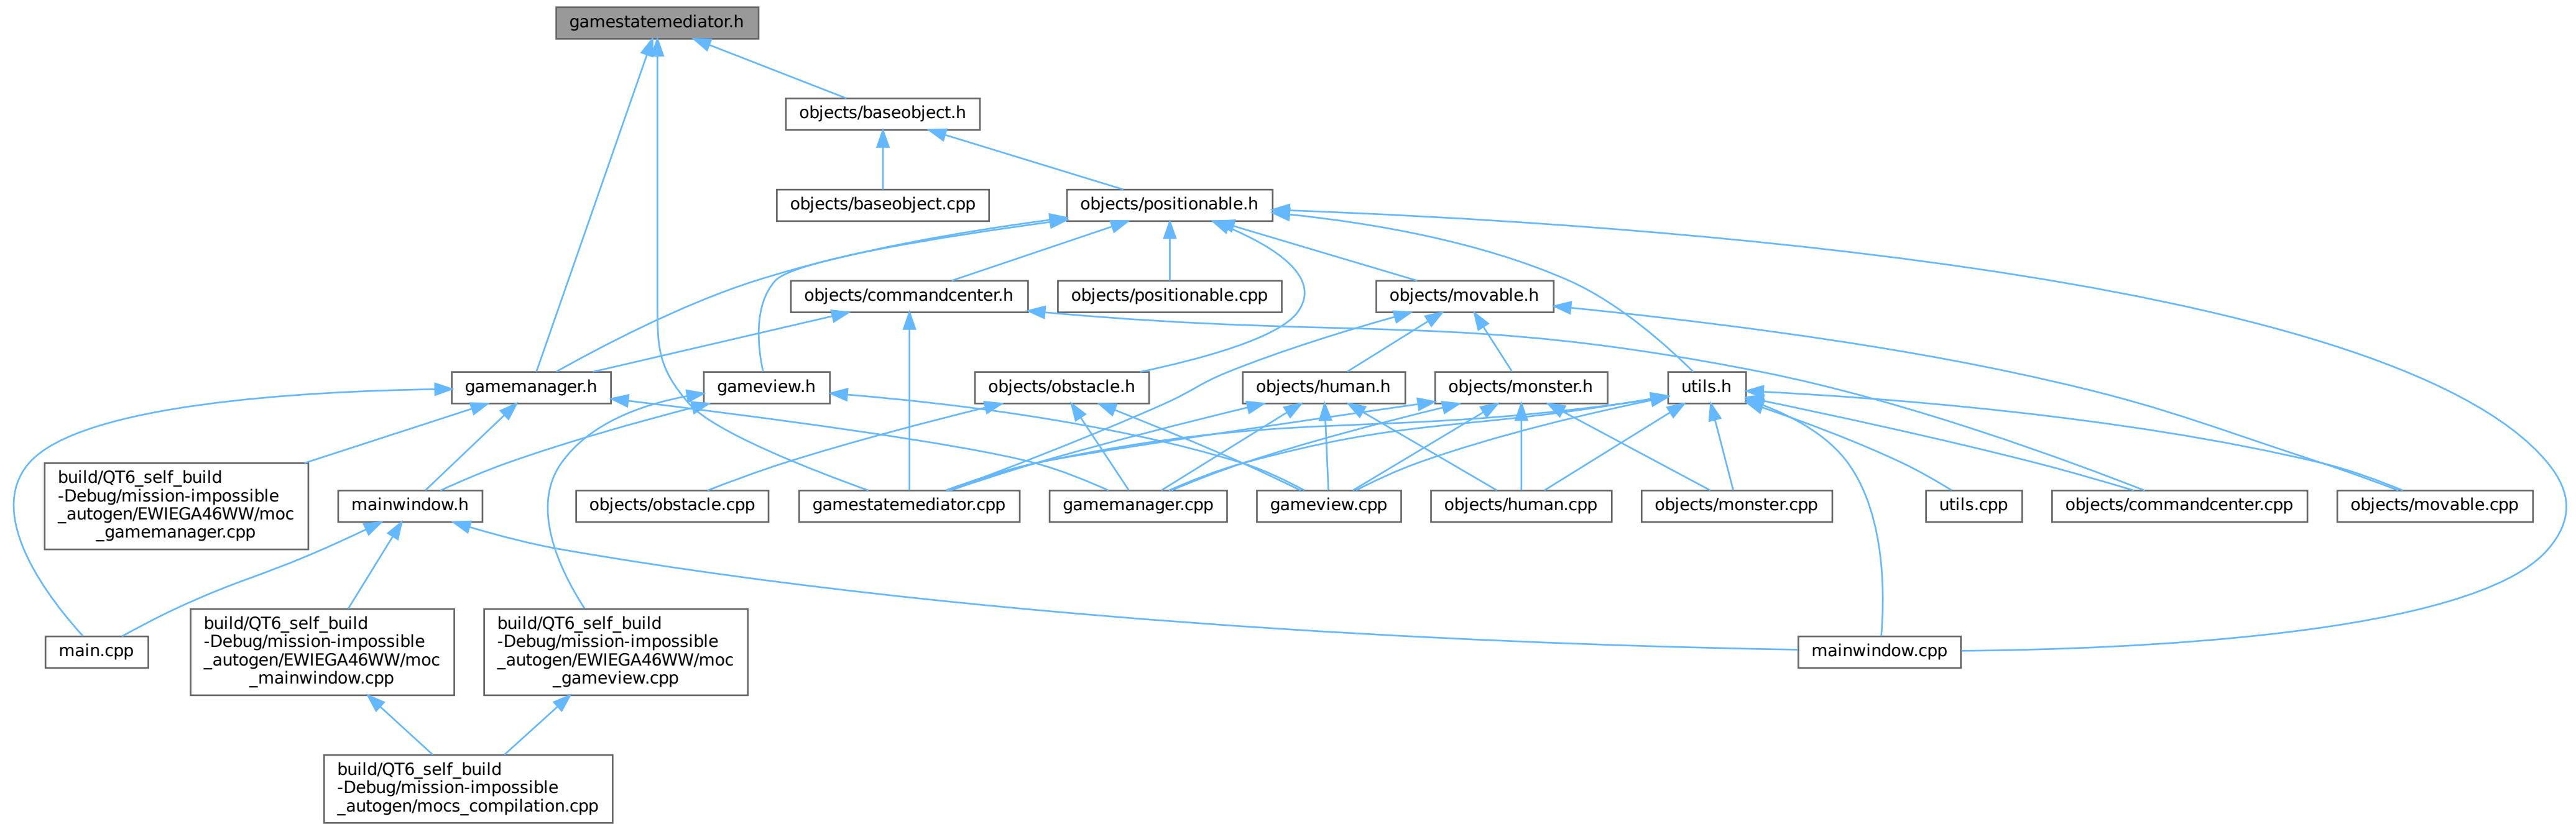 gamestatemediator.h
objects/baseobject.h
objects/baseobject.cpp
objects/positionable.h
objects/commandcenter.h
objects/positionable.cpp
objects/movable.h
gamemanager.h
gameview.h
objects/obstacle.h
objects/human.h
objects/monster.h
utils.h
build/QT6_self_build
-Debug/mission-impossible
_autogen/EWIEGA46WW/moc
_gamemanager.cpp
mainwindow.h
objects/obstacle.cpp
gamestatemediator.cpp
gamemanager.cpp
gameview.cpp
objects/human.cpp
objects/monster.cpp
utils.cpp
objects/commandcenter.cpp
objects/movable.cpp
main.cpp
build/QT6_self_build
-Debug/mission-impossible
_autogen/EWIEGA46WW/moc
_mainwindow.cpp
build/QT6_self_build
-Debug/mission-impossible
_autogen/EWIEGA46WW/moc
_gameview.cpp
mainwindow.cpp
build/QT6_self_build
-Debug/mission-impossible
_autogen/mocs_compilation.cpp